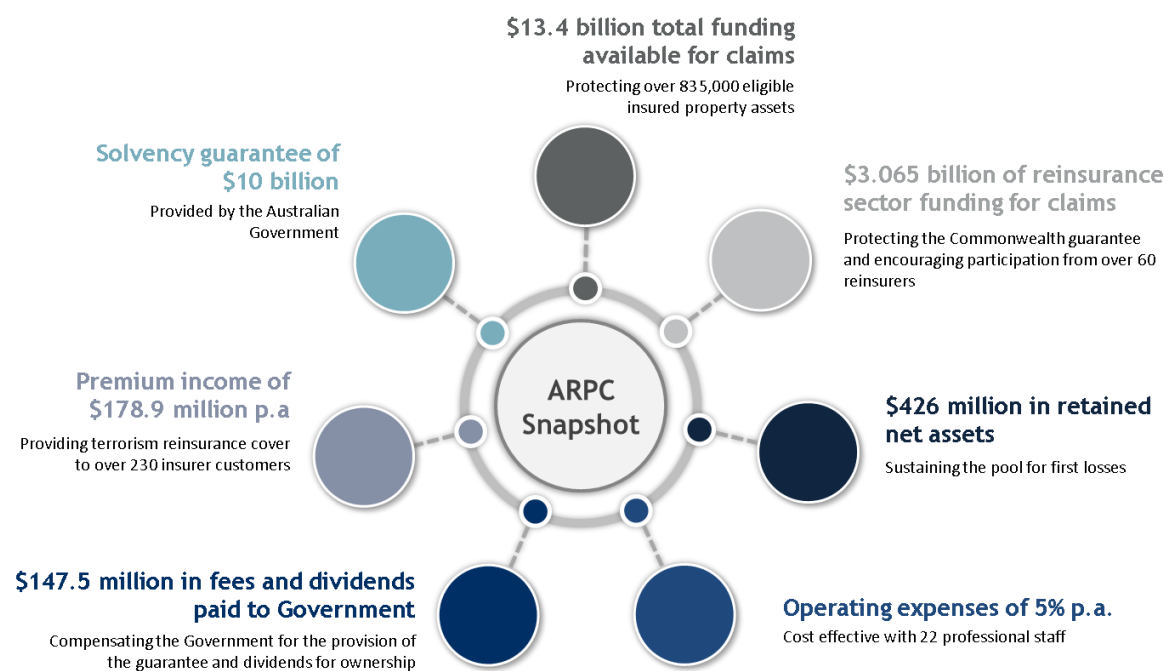 $13.4 billion total funding
available for claims
Protecting over 835,000 eligible
insured property assets
Solvency guarantee of
$10 billion
Provided by the Australian
Government
$3.065 billion of reinsurance
sector funding for claims
Protecting the Commonwealth guarantee
and encouraging participation from over 60
reinsurers
ARPC
Snapshot
Premium income of
$178.9 million p.a
Providing terrorism reinsurance cover
to over 230 insurer customers
$426 million in retained
net assets
Sustaining the pool for first losses
$147.5 million in fees and dividends
paid to Government
Compensating the Government for the provision of
the guarantee and dividends for ownership
Operating expenses of 5% p.a.
Cost effective with 22 professional staff